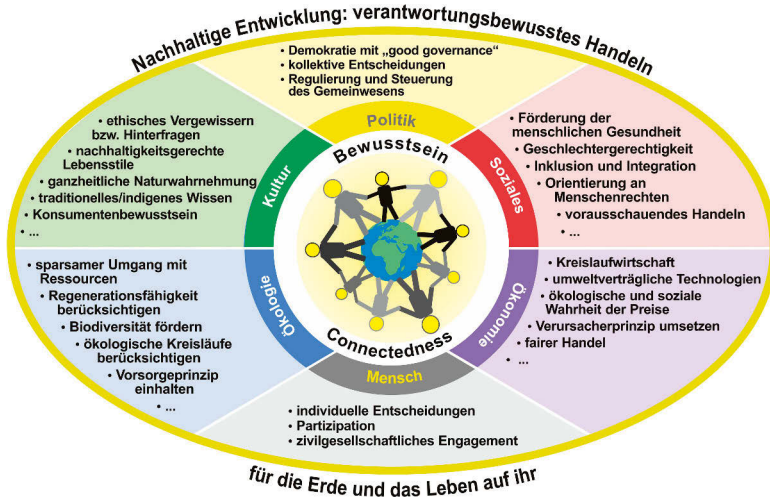 Nachhaltige Entwicklung: verantwortungsbewusstes Handeln
• Demokratie mit „good governance“
• kollektive Entscheidungen
• Regulierung und Steuerung
des Gemeinwesens
Politik
• ethisches Vergewissern
bzw. Hinterfragen
• nachhaltigkeitsgerechte
Lebensstile
• ganzheitliche Naturwahrnehmung
• traditionelles/indigenes Wissen
• Konsumentenbewusstsein
• ...
Kultur
Bewusstsein
Soziales
• Förderung der
menschlichen Gesundheit
• Geschlechtergerechtigkeit
• Inklusion und Integration
• Orientierung an
Menschenrechten
• vorausschauendes Handeln
• ...
• sparsamer Umgang mit
Ressourcen
• Regenerationsfähigkeit
berücksichtigen
• Biodiversität fördern
• ökologische Kreisläufe
berücksichtigen
• Vorsorgeprinzip
einhalten
• ...
Ökologie
Connectedness
Ökonomie
• Kreislaufwirtschaft
• umweltverträgliche Technologien
• ökologische und soziale
Wahrheit der Preise
• Verursacherprinzip umsetzen
• fairer Handel
• ...
Mensch
• individuelle Entscheidungen
• Partizipation
• zivilgesellschaftliches Engagement
für die Erde und das Leben auf ihr